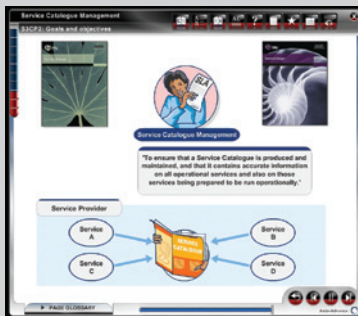 Service Catalogue Management
S3CP2: Goals and objectives
SLA
Service Catalogue Management
"To ensure that a Service Catalogue is produced and
maintained, and that it contains accurate information
on all operational services and also on those
services being prepared to be run operationally."
Service Provider
Service
A
Service
B
SERVICE
CATALOGUE
Service
C
Service
D
PAGE GLOSSARY